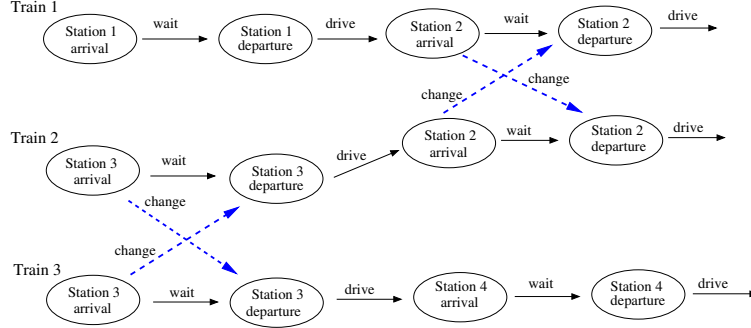 Train 1
Station 1
arrival
wait
Station 1
departure
drive
Station 2
arrival
wait
Station 2
departure
drive
change
change
Train 2
Station 3
arrival
wait
Station 3
departure
drive
Station 2
arrival
wait
Station 2
departure
drive
change
change
Train 3
Station 3
arrival
wait
Station 3
departure
drive
Station 4
arrival
wait
Station 4
departure
drive